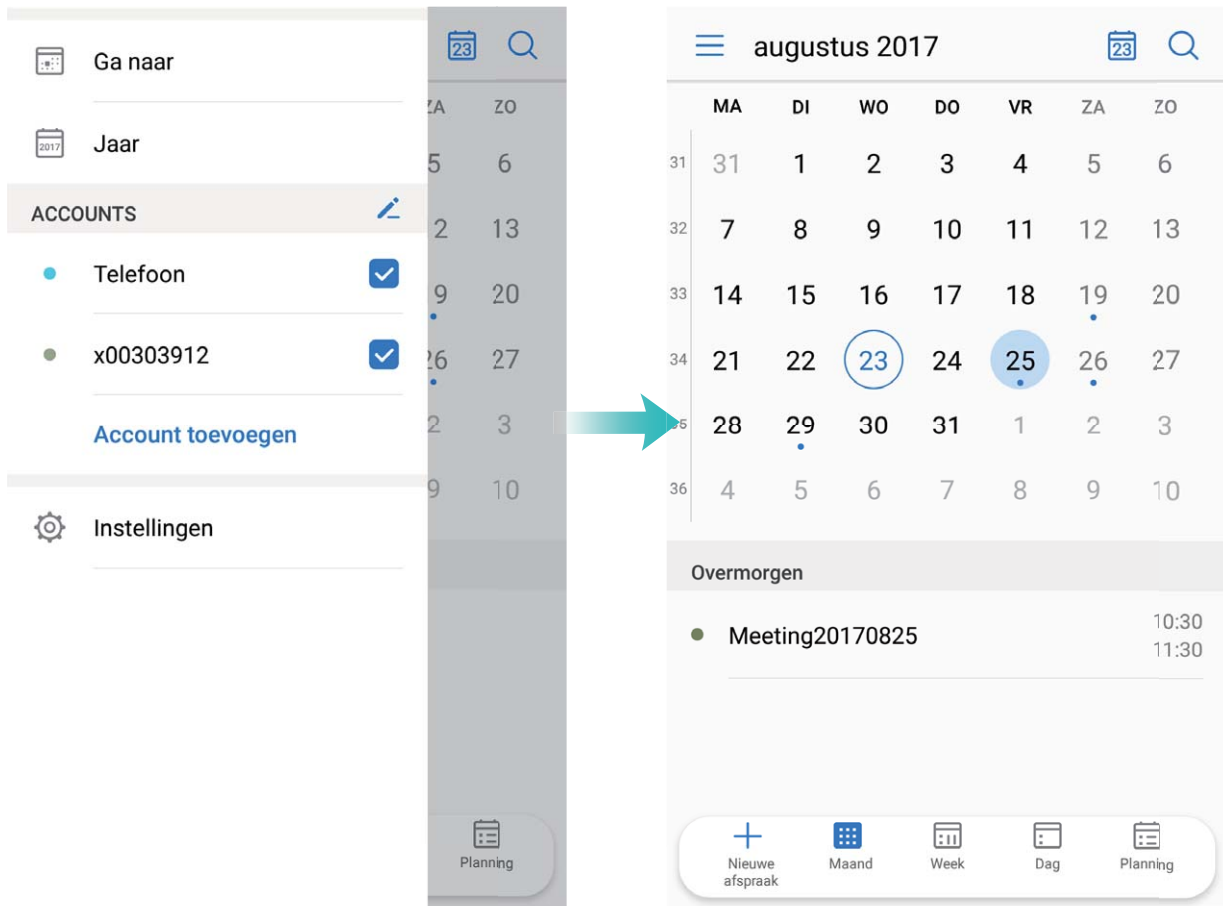 Ga naar
2017
Jaar
ACCOUNTS
Telefoon
x00303912
Account toevoegen
Instellingen
23
ZA ZO
5 6
2 13
9 20
26 27
2 3
9 10
Planning
augustus 2017 23
MA DI WO DO VR ZA ZO
31 31 1 2 3 4 5 6
32 7 8 9 10 11 12 13
33 14 15 16 17 18 19 20
34 21 22 23 24 25 26 27
35 28 29 30 31 1 2 3
36 4 5 6 7 8 9 10
Overmorgen
Meeting20170825 10:30
11:30
Nieuwe afspraak Maand Week Dag Planning